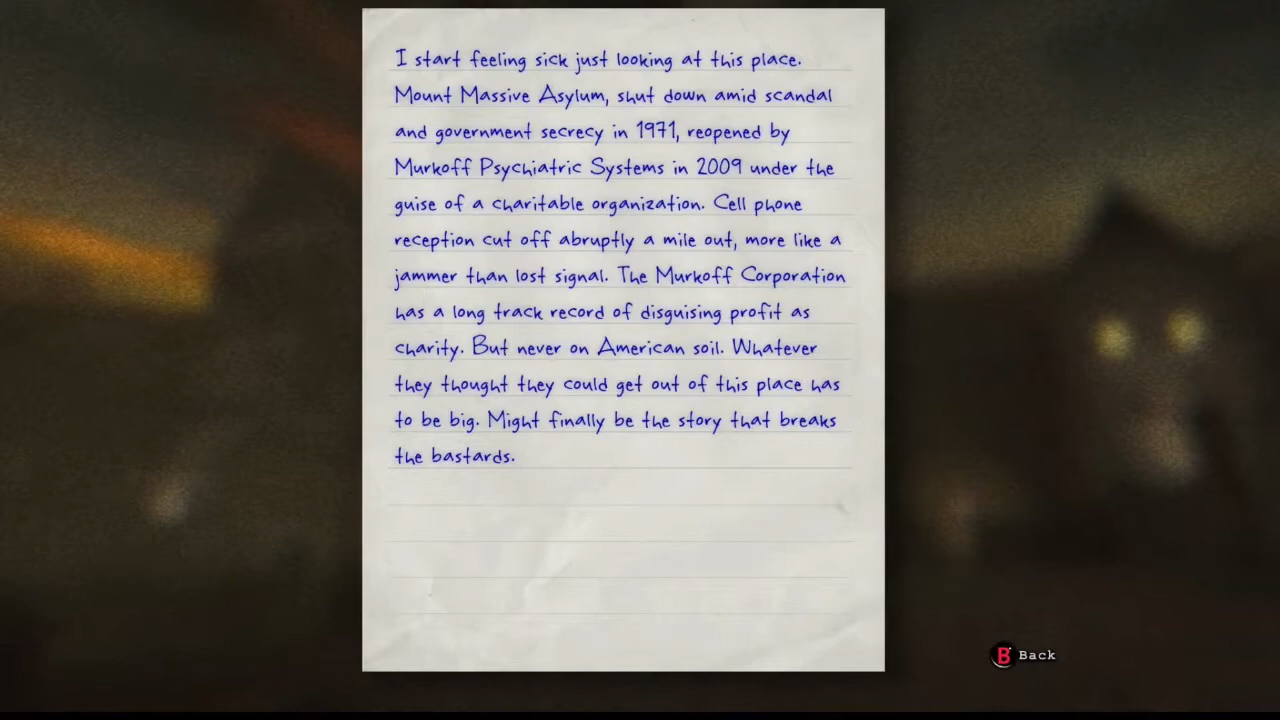 I start feeling sick just looking at this place.
Mount Massive Asylum, shut down amid scandal
and government secrecy in 1971, reopened by
Murkoff Psychiatric Systems in 2009 under the
guise of a charitable organization. Cell phone
reception cut off abruptly a mile out, more like a
jammer than lost signal. The Murkoff Corporation
has a long track record of disguising profit as
charity. But never on American soil. Whatever
they thought they could get out of this place has
to be big. Might finally be the story that breaks
the bastards.
B Back